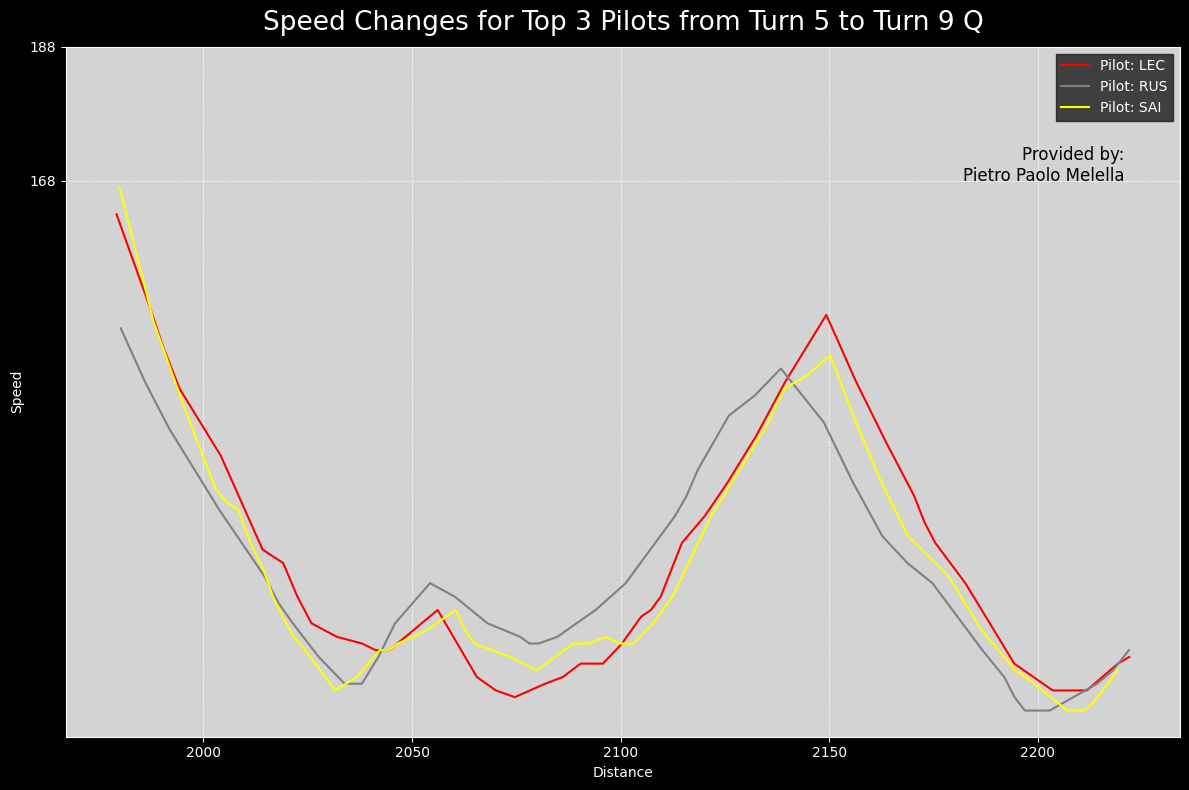 Speed Changes for Top 3 Pilots from Turn 5 to Turn 9 Q
188
Pilot: LEC
Pilot: RUS
Pilot: SAI
Provided by:
Pietro Paolo Melella
168
Speed
2000
2050
2100
2150
2200
Distance